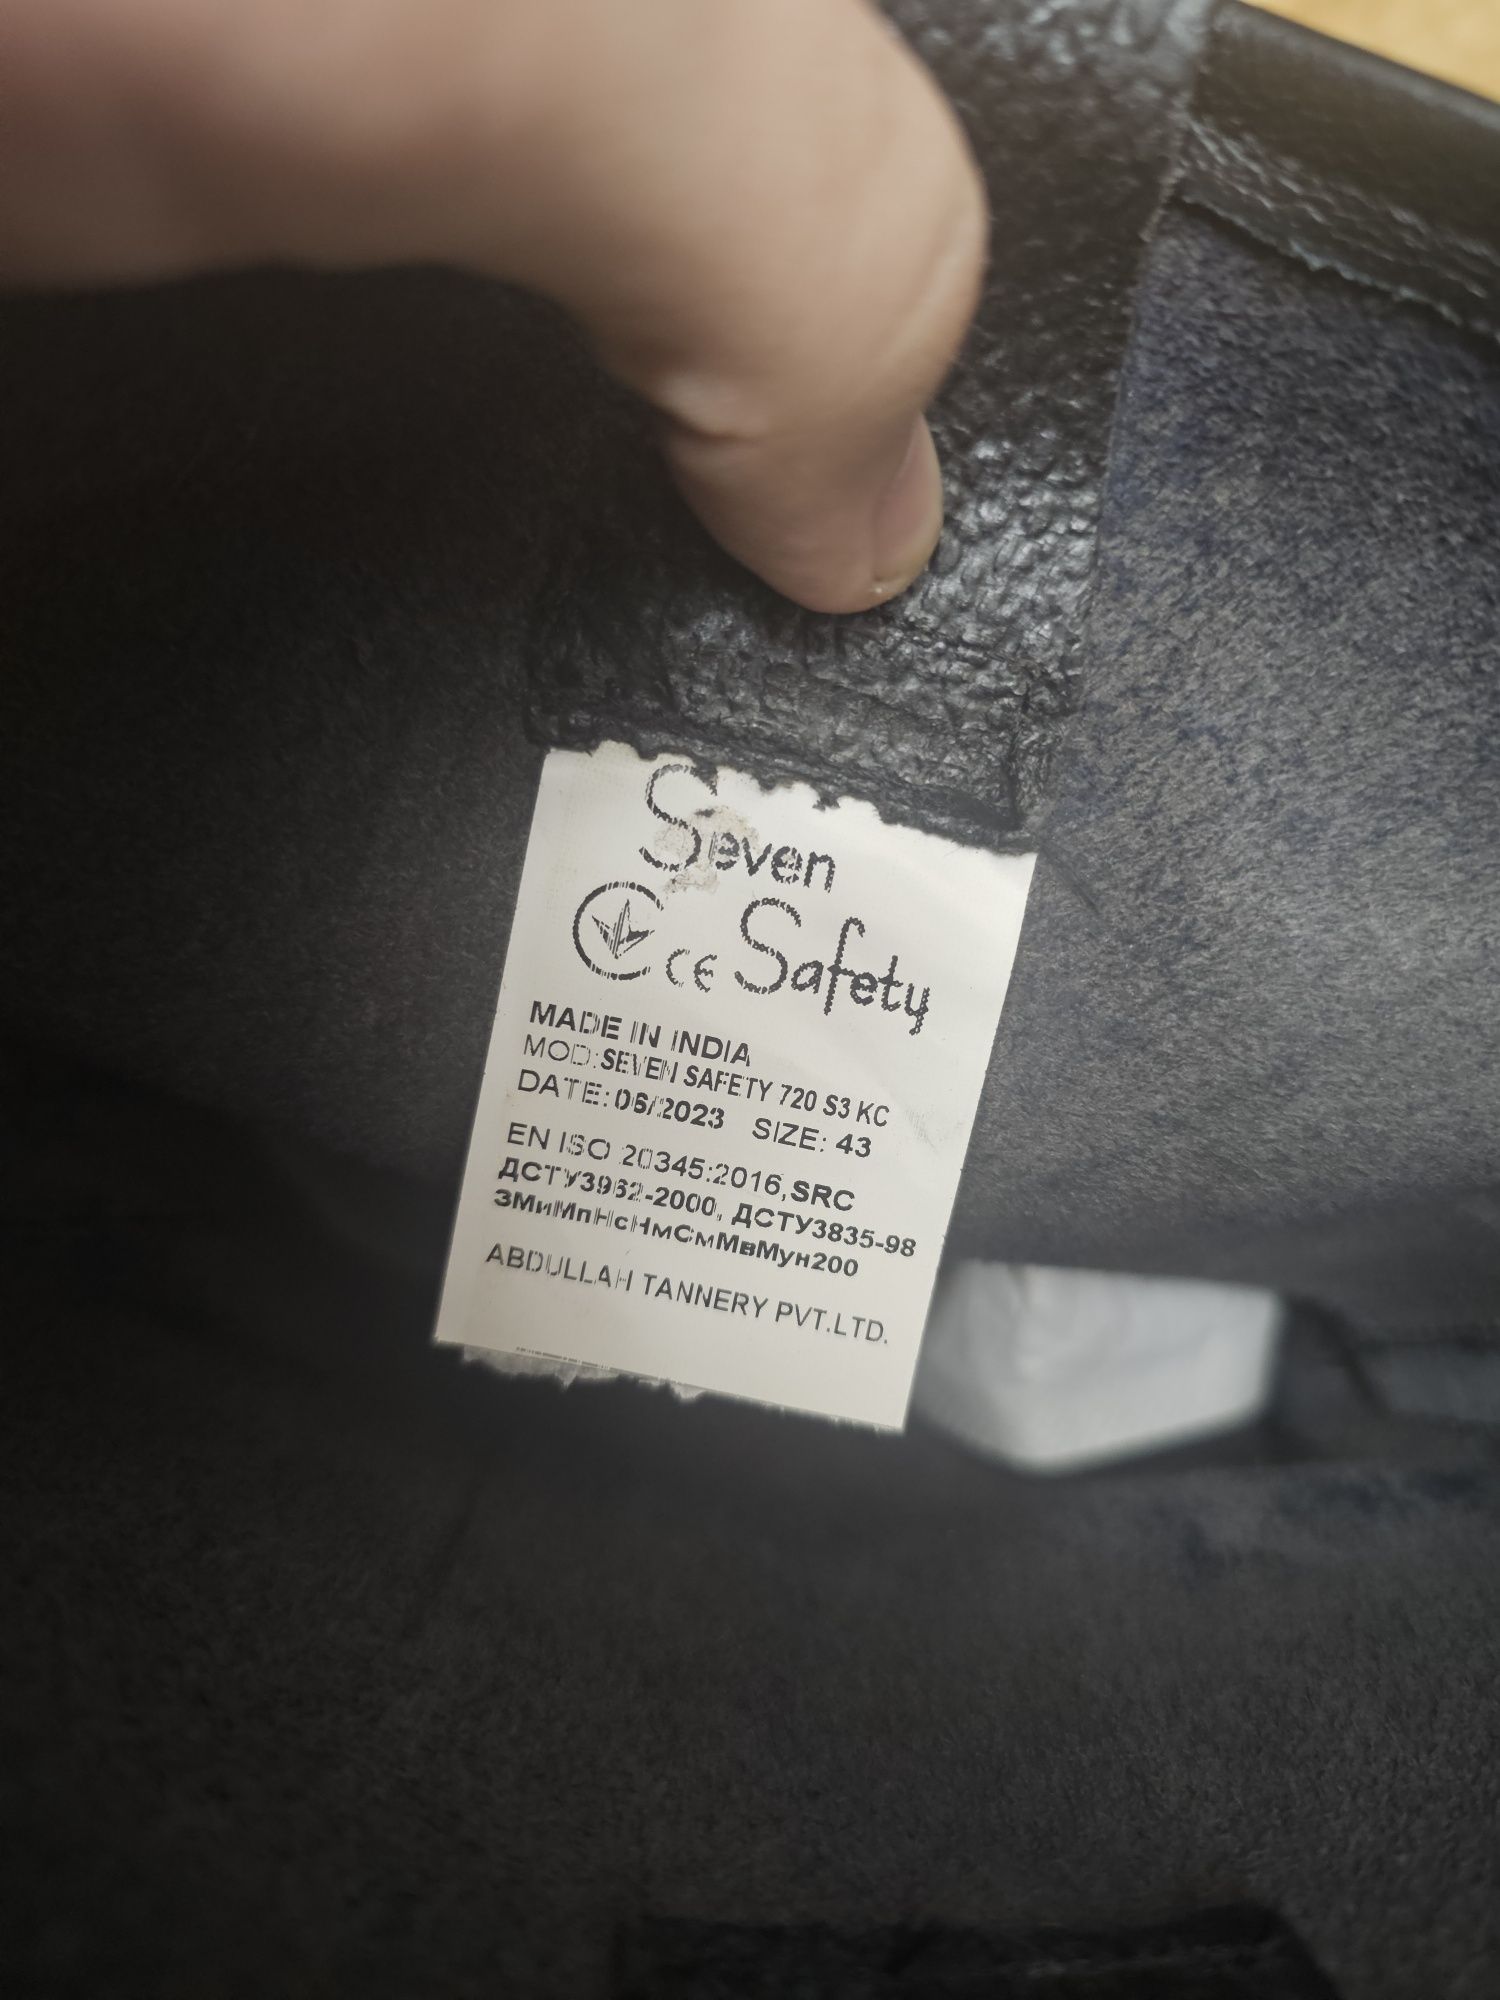 Seven
CE Safety
MADE IN INDIA
MOD:SEVEN SAFETY 720 S3 KC
DATE:06/2023 SIZE: 43
EN ISO 20345:2016,SRC
ДСТУ3962-2000, ДСТУ3835-98
ЗМиМпНсНмСмМвМун200
ABDULLAH TANNERY PVT.LTD.